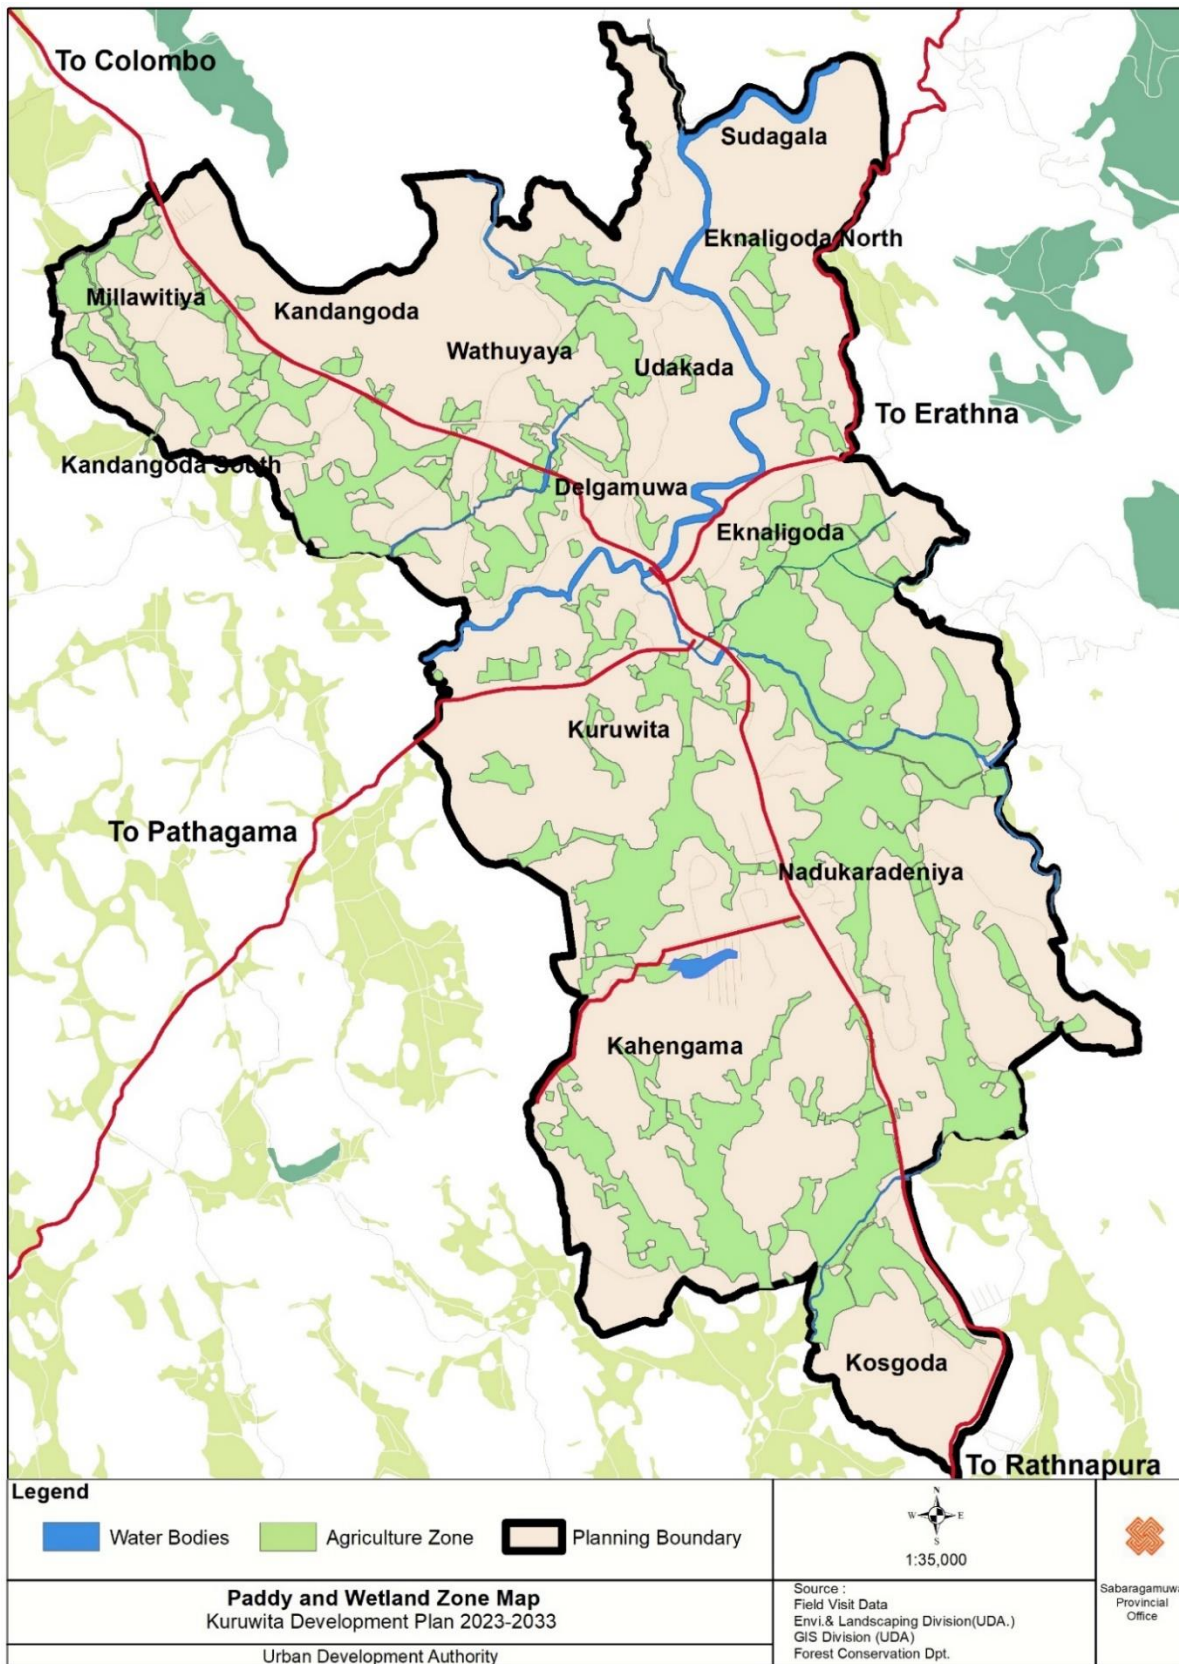 To Colombo
Sudagala
Eknaligoda North
Millawitiya
Kandangoda
Wathuyaya
Udakada
To Erathna
Kandangoda South
Delgamuwa
Eknaligoda
Kuruwita
To Pathagama
Nadukaradeniya
Kahengama
Kosgoda
To Rathnapura
Legend
Water Bodies
Agriculture Zone
Planning Boundary
N
W E
S
1:35,000
Paddy and Wetland Zone Map
Kuruwita Development Plan 2023-2033
Urban Development Authority
Source :
Field Visit Data
Envi.& Landscaping Division(UDA.)
GIS Division (UDA)
Forest Conservation Dpt.
Sabaragamuwa
Provincial
Office